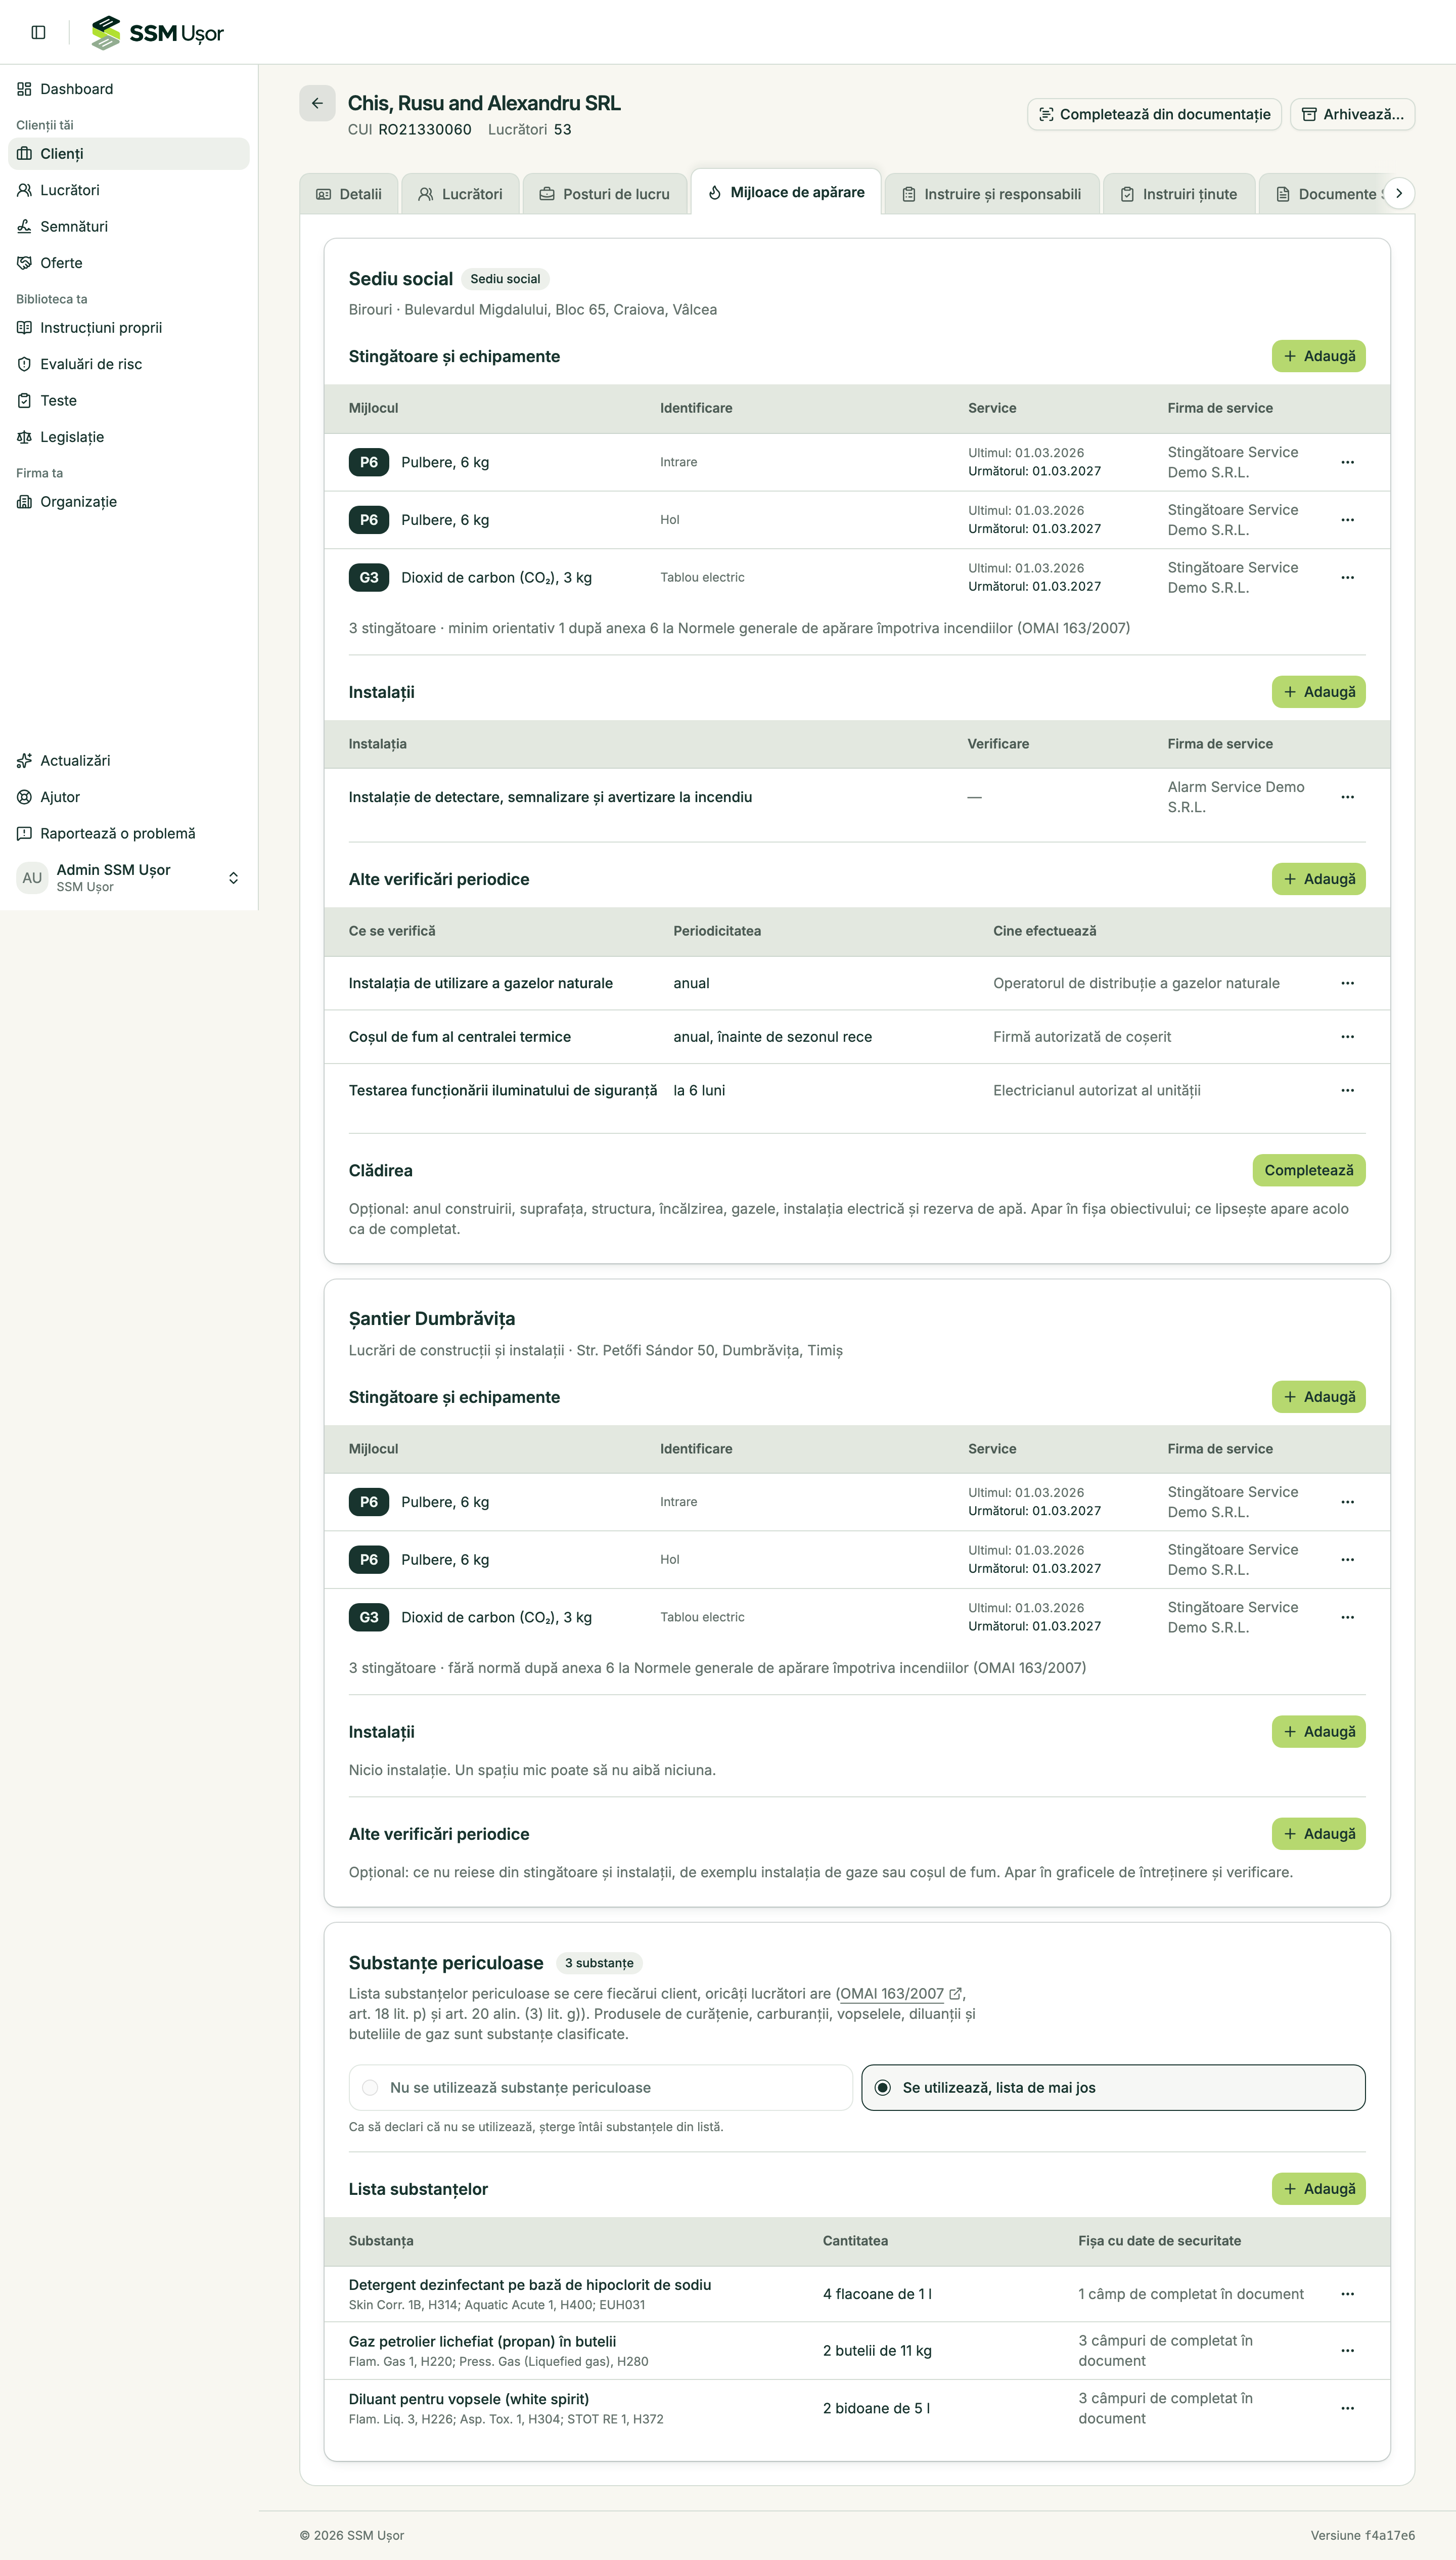 SSM Ușor
Dashboard
Clienții tăi
Clienți
Lucrători
Semnături
Oferte
Biblioteca ta
Instrucțiuni proprii
Evaluări de risc
Teste
Legislație
Firma ta
Organizație
Actualizări
Ajutor
Raportează o problemă
AU
Admin SSM Ușor
SSM Ușor
Chis, Rusu and Alexandru SRL
CUI RO21330060 Lucrători 53
Completează din documentație
Arhivează...
Detalii
Lucrători
Posturi de lucru
Mijloace de apărare
Instruire și responsabili
Instruiri ținute
Documente
Sediu social Sediu social
Birouri · Bulevardul Migdalului, Bloc 65, Craiova, Vâlcea
Stingătoare și echipamente
+ Adaugă
Mijlocul Identificare Service Firma de service
P6 Pulbere, 6 kg Intrare
Ultimul: 01.03.2026
Următorul: 01.03.2027
Stingătoare Service
Demo S.R.L.
P6 Pulbere, 6 kg Hol
Ultimul: 01.03.2026
Următorul: 01.03.2027
Stingătoare Service
Demo S.R.L.
G3 Dioxid de carbon (CO₂), 3 kg Tablou electric
Ultimul: 01.03.2026
Următorul: 01.03.2027
Stingătoare Service
Demo S.R.L.
3 stingătoare · minim orientativ 1 după anexa 6 la Normele generale de apărare împotriva incendiilor (OMAI 163/2007)
Instalații
+ Adaugă
Instalația Verificare Firma de service
Instalație de detectare, semnalizare și avertizare la incendiu —
Alarm Service Demo
S.R.L.
Alte verificări periodice
+ Adaugă
Ce se verifică Periodicitatea Cine efectuează
Instalația de utilizare a gazelor naturale anual Operatorul de distribuție a gazelor naturale
Coșul de fum al centralei termice anual, înainte de sezonul rece Firmă autorizată de coșerit
Testarea funcționării iluminatului de siguranță la 6 luni Electricianul autorizat al unității
Clădirea
Completează
Opțional: anul construirii, suprafața, structura, încălzirea, gazele, instalația electrică și rezerva de apă. Apar în fișa obiectivului; ce lipsește apare acolo
ca de completat.
Șantier Dumbrăvița
Lucrări de construcții și instalații · Str. Petőfi Sándor 50, Dumbrăvița, Timiș
Stingătoare și echipamente
+ Adaugă
Mijlocul Identificare Service Firma de service
P6 Pulbere, 6 kg Intrare
Ultimul: 01.03.2026
Următorul: 01.03.2027
Stingătoare Service
Demo S.R.L.
P6 Pulbere, 6 kg Hol
Ultimul: 01.03.2026
Următorul: 01.03.2027
Stingătoare Service
Demo S.R.L.
G3 Dioxid de carbon (CO₂), 3 kg Tablou electric
Ultimul: 01.03.2026
Următorul: 01.03.2027
Stingătoare Service
Demo S.R.L.
3 stingătoare · fără normă după anexa 6 la Normele generale de apărare împotriva incendiilor (OMAI 163/2007)
Instalații
+ Adaugă
Nicio instalație. Un spațiu mic poate să nu aibă niciuna.
Alte verificări periodice
+ Adaugă
Opțional: ce nu reiese din stingătoare și instalații, de exemplu instalația de gaze sau coșul de fum. Apar în graficele de întreținere și verificare.
Substanțe periculoase 3 substanțe
Lista substanțelor periculoase se cere fiecărui client, oricâți lucrători are (OMAI 163/2007,
art. 18 lit. p) și art. 20 alin. (3) lit. g)). Produsele de curățenie, carburanții, vopselele, diluanții și
buteliile de gaz sunt substanțe clasificate.
Nu se utilizează substanțe periculoase
Se utilizează, lista de mai jos
Ca să declari că nu se utilizează, șterge întâi substanțele din listă.
Lista substanțelor
+ Adaugă
Substanța Cantitatea Fișa cu date de securitate
Detergent dezinfectant pe bază de hipoclorit de sodiu
Skin Corr. 1B, H314; Aquatic Acute 1, H400; EUH031
4 flacoane de 1 l
1 câmp de completat în document
Gaz petrolier lichefiat (propan) în butelii
Flam. Gas 1, H220; Press. Gas (Liquefied gas), H280
2 butelii de 11 kg
3 câmpuri de completat în
document
Diluant pentru vopsele (white spirit)
Flam. Liq. 3, H226; Asp. Tox. 1, H304; STOT RE 1, H372
2 bidoane de 5 l
3 câmpuri de completat în
document
© 2026 SSM Ușor
Versiune f4a17e6